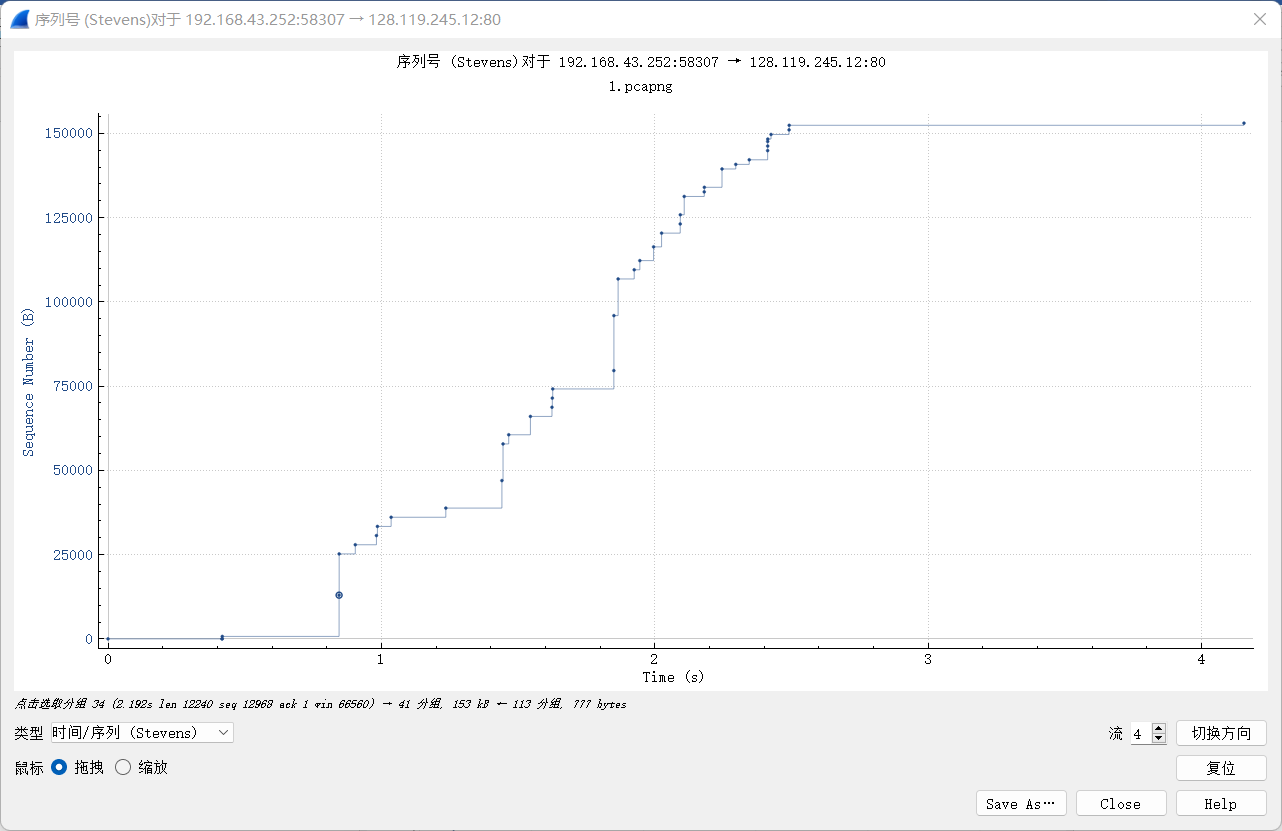 序列号 (Stevens)对于 192.168.43.252:58307 → 128.119.245.12:80
序列号 (Stevens)对于 192.168.43.252:58307 → 128.119.245.12:80
1.pcapng
150000
125000
100000
75000
50000
25000
0
Sequence Number (B)
0 1 2 3 4
Time (s)
点击选取分组 34 (2.192s len 12240 seq 12968 ack 1 win 66560) → 41 分组, 153 kB ← 113 分组, 777 bytes
类型 时间/序列 (Stevens) 流 4 切换方向
鼠标 拖拽 缩放 复位
Save As… Close Help